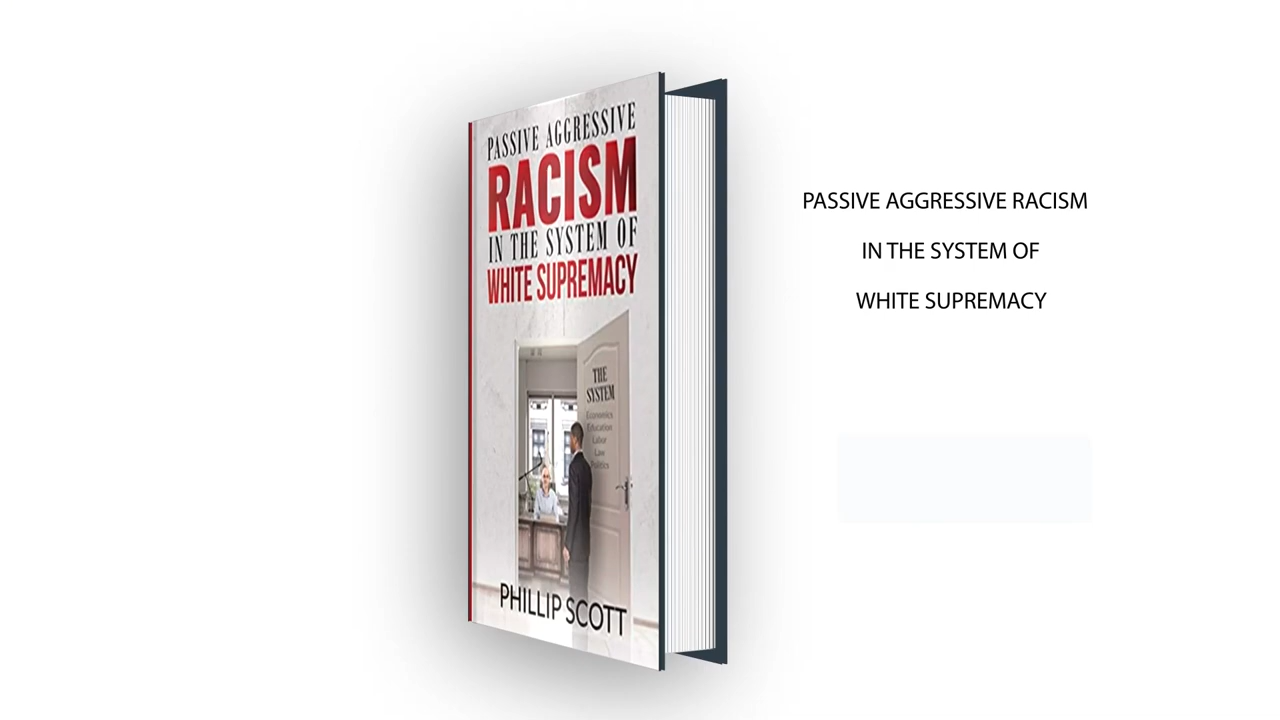 PASSIVE AGGRESSIVE
RACISM
IN THE SYSTEM OF
WHITE SUPREMACY
THE
SYSTEM
Economics
Education
Labor
Law
Politics
PHILLIP SCOTT
PASSIVE AGGRESSIVE RACISM
IN THE SYSTEM OF
WHITE SUPREMACY